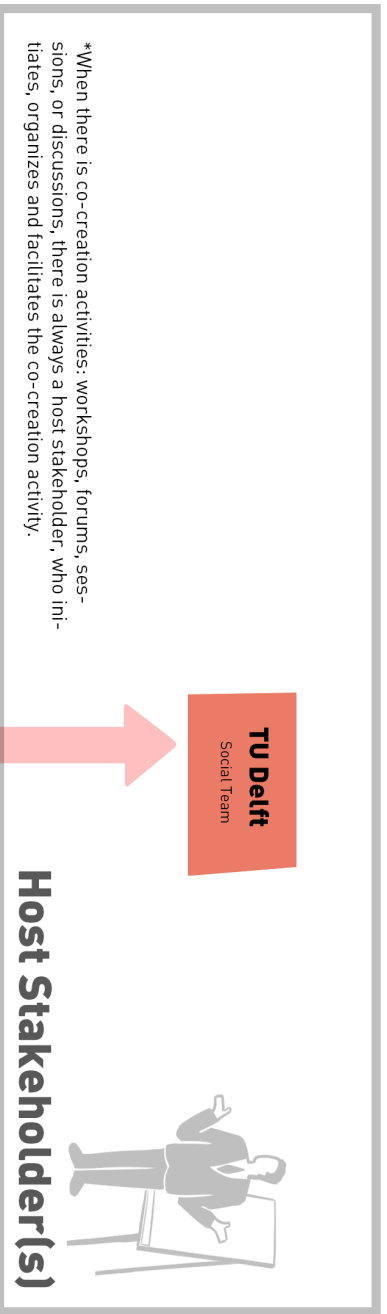 *When there is co-creation activities: workshops, forums, ses-
sions, or discussions, there is always a host stakeholder, who ini-
tiates, organizes and facilitates the co-creation activity.
TU Delft
Social Team
Host Stakeholder(s)